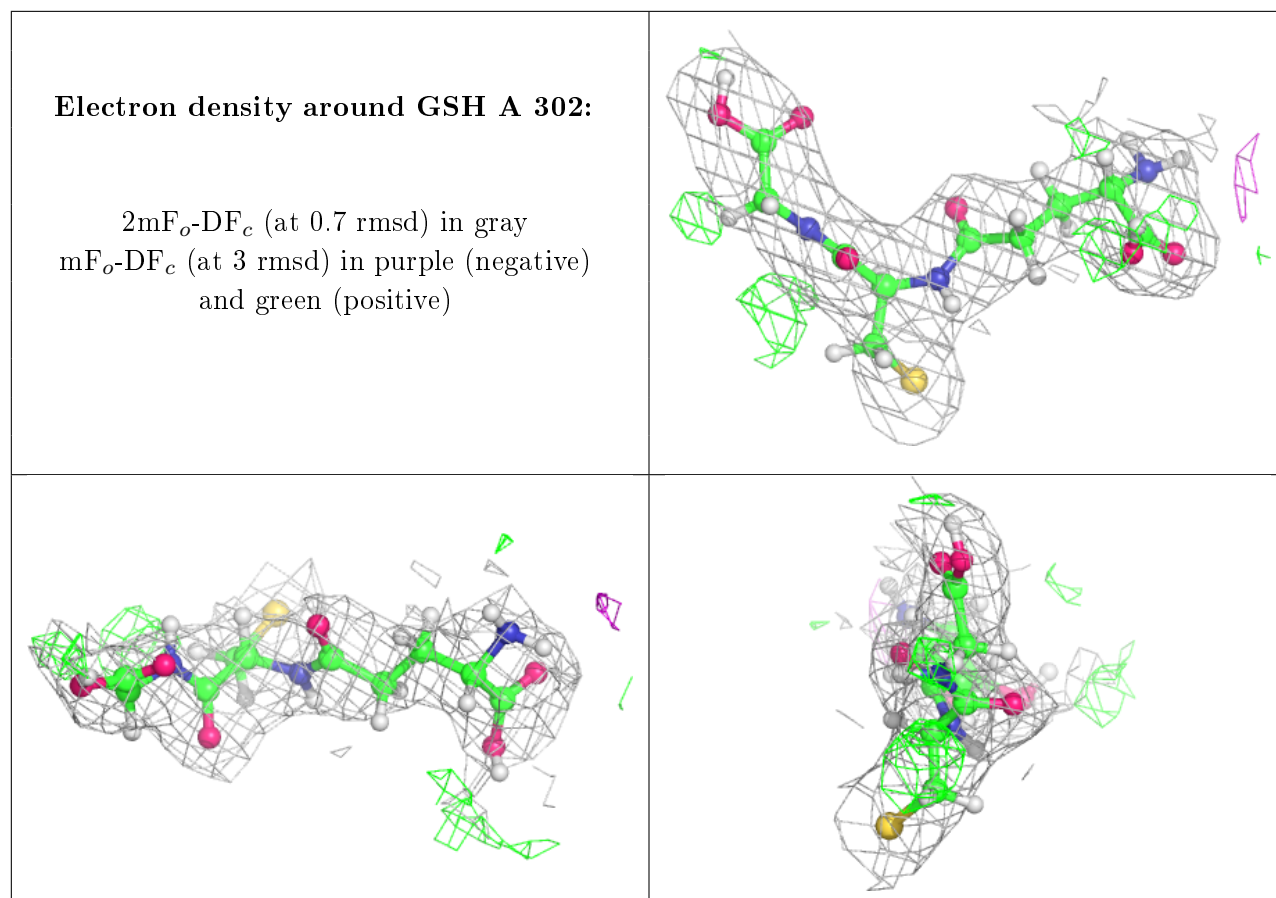 Electron density around GSH A 302:
2mFₒ-DF𝒸 (at 0.7 rmsd) in gray
mFₒ-DF𝒸 (at 3 rmsd) in purple (negative)
and green (positive)